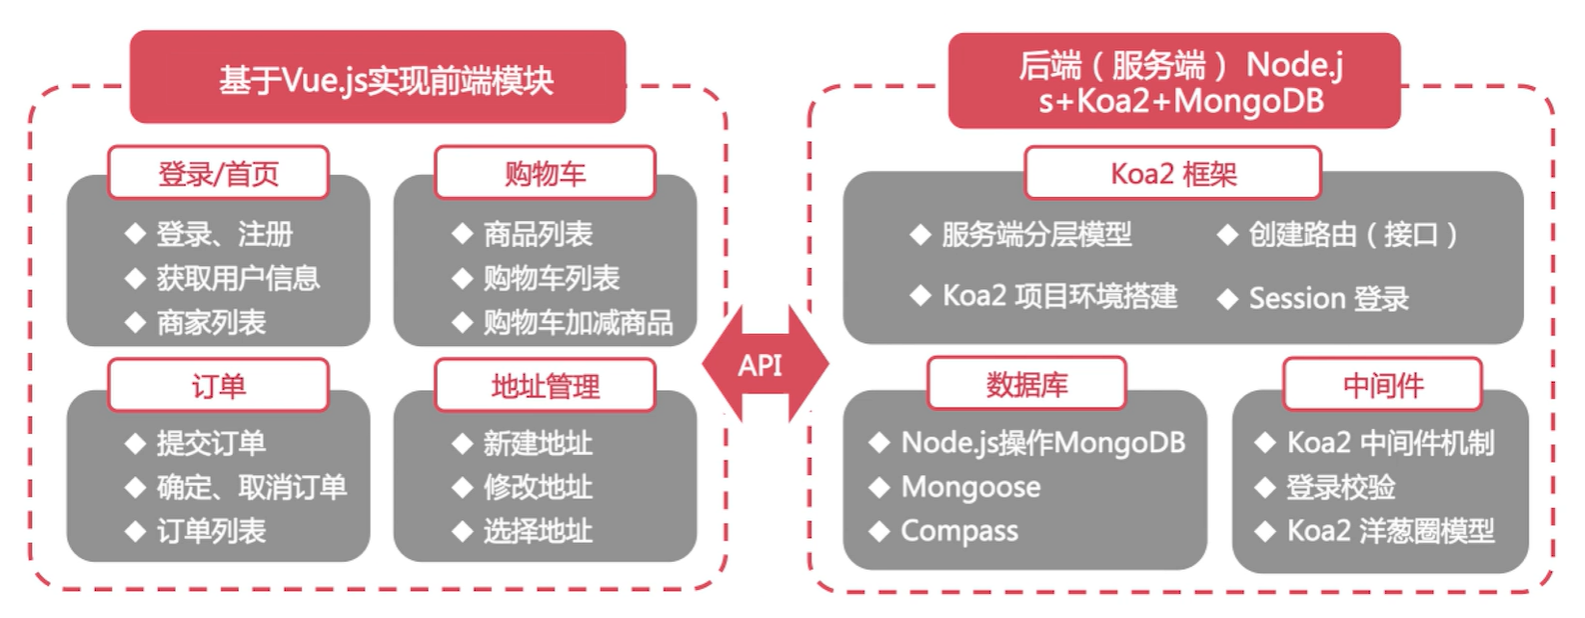 基于Vue.js实现前端模块
登录/首页
◆ 登录、注册
◆ 获取用户信息
◆ 商家列表
购物车
◆ 商品列表
◆ 购物车列表
◆ 购物车加减商品
订单
◆ 提交订单
◆ 确定、取消订单
◆ 订单列表
地址管理
◆ 新建地址
◆ 修改地址
◆ 选择地址
API
后端（服务端） Node.j
s+Koa2+MongoDB
Koa2 框架
◆ 服务端分层模型
◆ 创建路由（接口）
◆ Koa2 项目环境搭建
◆ Session 登录
数据库
◆ Node.js操作MongoDB
◆ Mongoose
◆ Compass
中间件
◆ Koa2 中间件机制
◆ 登录校验
◆ Koa2 洋葱圈模型